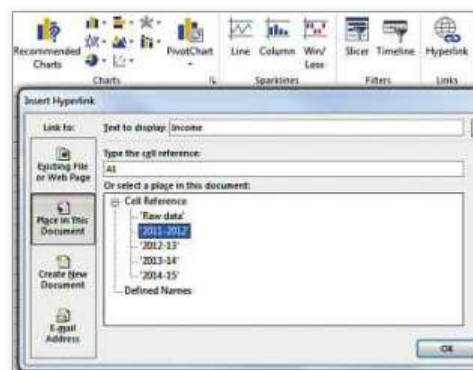 Recommended Charts
PivotChart
Line Column Win/Loss
Slicer Timeline
Hyperlink
Charts Sparklines Filters Links
Insert Hyperlink
Link to: Text to display: Income
Existing File or Web Page
Type the cell reference:
A1
Or select a place in this document:
Place in This Document
Cell Reference
'Raw data'
'2011-2012'
'2012-13'
'2013-14'
'2014-15'
Defined Names
Create New Document
E-mail Address
OK